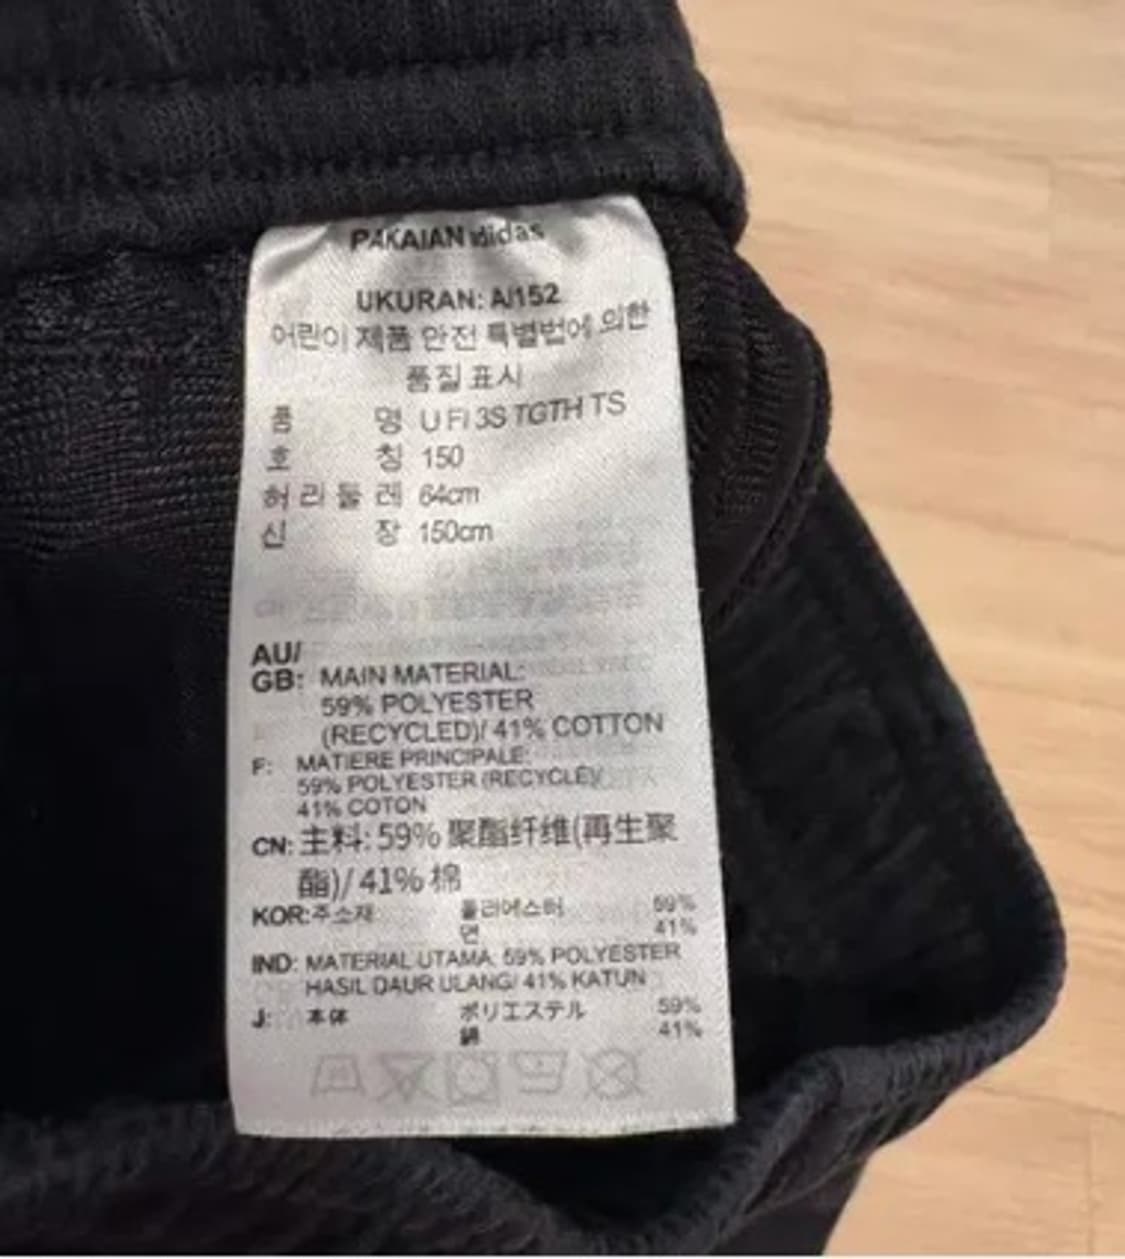 PAKAIAN adidas
UKURAN: A/152
어린이 제품 안전 특별법에 의한
품질 표시
품 명 U FI 3S TGTH TS
호 칭 150
허 리 둘 레 64cm
신 장 150cm
AU/
GB: MAIN MATERIAL:
59% POLYESTER
(RECYCLED)/ 41% COTTON
F: MATIERE PRINCIPALE:
59% POLYESTER (RECYCLE)/
41% COTON
CN: 主料: 59% 聚酯纤维(再生聚
酯)/ 41% 棉
KOR: 주소재 폴리에스터 59%
면 41%
IND: MATERIAL UTAMA: 59% POLYESTER
HASIL DAUR ULANG/ 41% KATUN
J: 本体 ポリエステル 59%
綿 41%